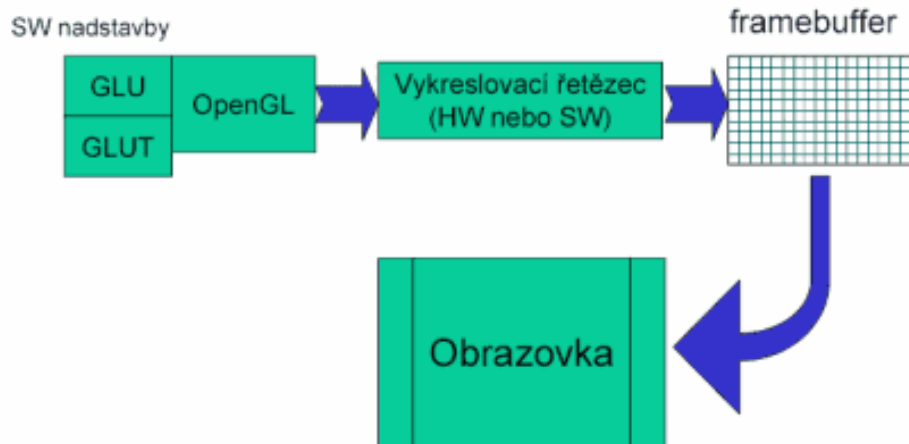 SW nadstavby
framebuffer
GLU
GLUT
OpenGL
Vykreslovací řetězec
(HW nebo SW)
Obrazovka